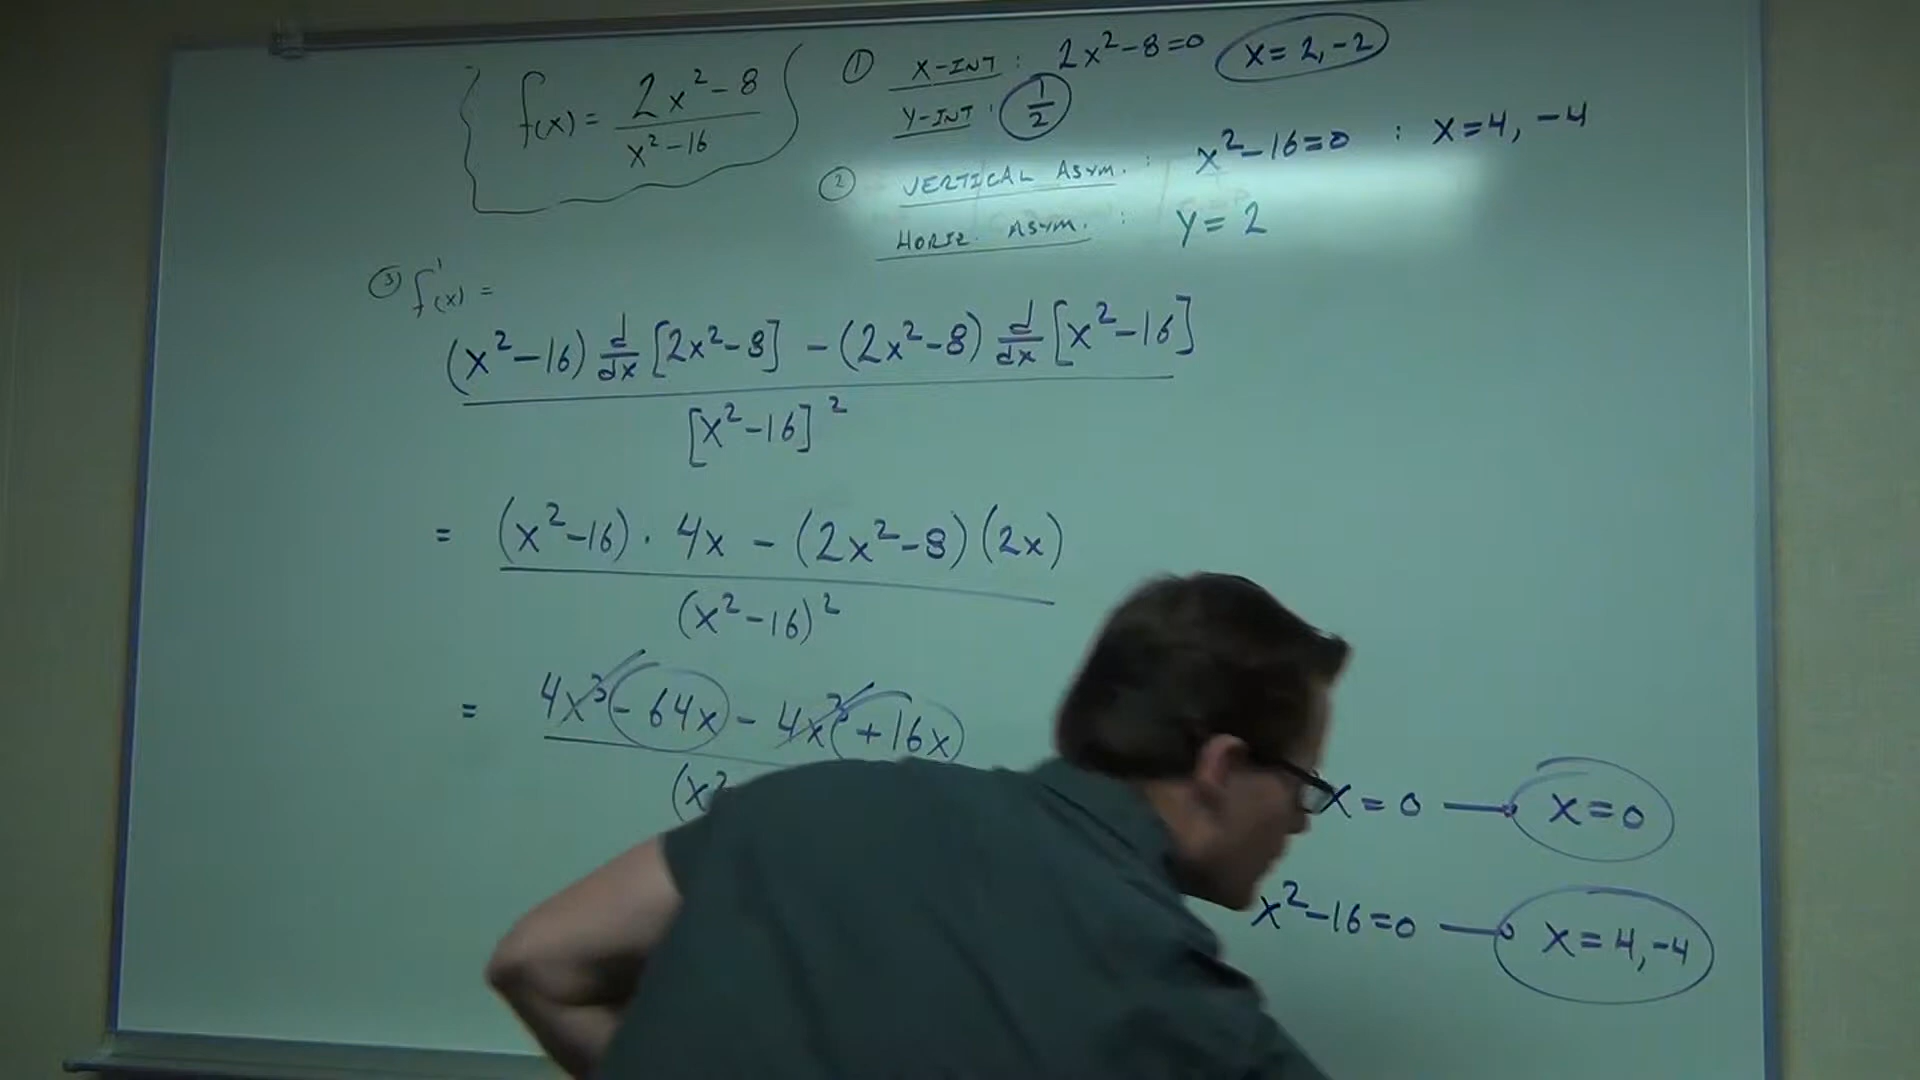 f(x) = 2x² - 8 / x² - 16
① X-INT : 2x² - 8 = 0 x = 2, -2
Y-INT : 1/2
② VERTICAL ASYM. : x² - 16 = 0 : x = 4, -4
HORIZ. ASYM. : y = 2
③ f'(x) =
(x² - 16) d/dx [2x² - 8] - (2x² - 8) d/dx [x² - 16]
[x² - 16]²
= (x² - 16) · 4x - (2x² - 8)(2x)
(x² - 16)²
= 4x³ - 64x - 4x³ + 16x
(x²
x = 0 → x = 0
x² - 16 = 0 → x = 4, -4